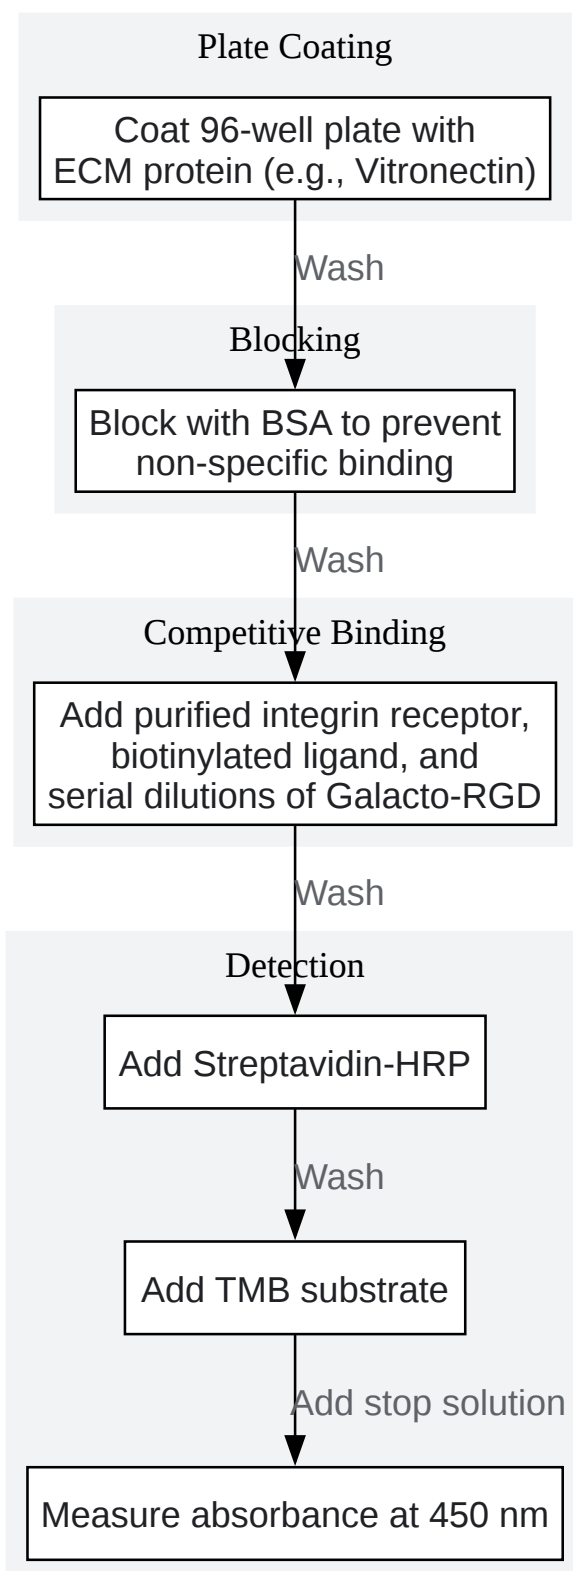 Plate Coating
Coat 96-well plate with
ECM protein (e.g., Vitronectin)
Wash
Blocking
Block with BSA to prevent
non-specific binding
Wash
Competitive Binding
Add purified integrin receptor,
biotinylated ligand, and
serial dilutions of Galacto-RGD
Wash
Detection
Add Streptavidin-HRP
Wash
Add TMB substrate
Add stop solution
Measure absorbance at 450 nm